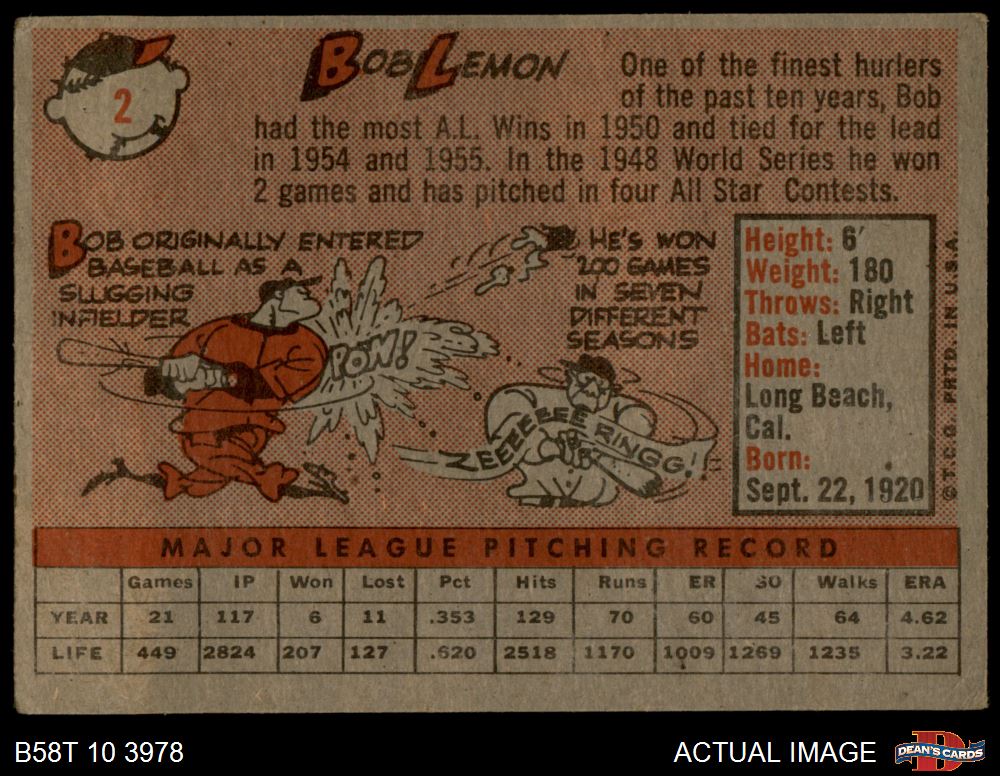 2
BOB LEMON
One of the finest hurlers
of the past ten years, Bob
had the most A.L. Wins in 1950 and tied for the lead
in 1954 and 1955. In the 1948 World Series he won
2 games and has pitched in four All Star Contests.
BOB ORIGINALLY ENTERED
BASEBALL AS A
SLUGGING
INFIELDER
POW!
HE'S WON
200 GAMES
IN SEVEN
DIFFERENT
SEASONS
ZEEEZEEEE RINGG!!
Height: 6'
Weight: 180
Throws: Right
Bats: Left
Home:
Long Beach,
Cal.
Born:
Sept. 22, 1920
© T.C.G. PRTD. IN U.S.A.
MAJOR LEAGUE PITCHING RECORD
Games IP Won Lost Pct Hits Runs ER SO Walks ERA
YEAR 21 117 6 11 .353 129 70 60 45 64 4.62
LIFE 449 2824 207 127 .620 2518 1170 1009 1269 1235 3.22
B58T 10 3978
ACTUAL IMAGE
DEAN'S CARDS